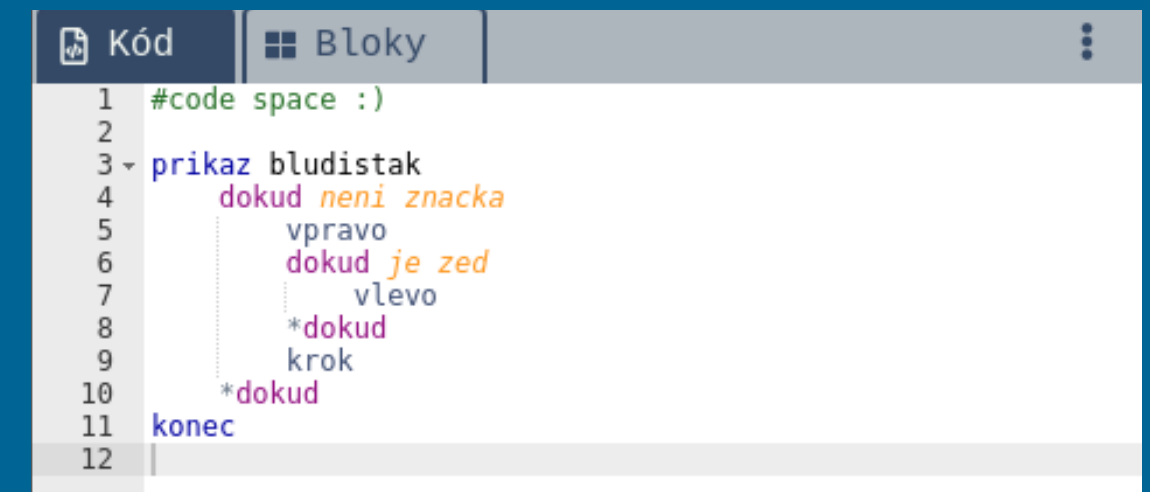 Kód Bloky
1 #code space :)
2
3 prikaz bludistak
4 dokud neni znacka
5 vpravo
6 dokud je zed
7 vlevo
8 *dokud
9 krok
10 *dokud
11 konec
12